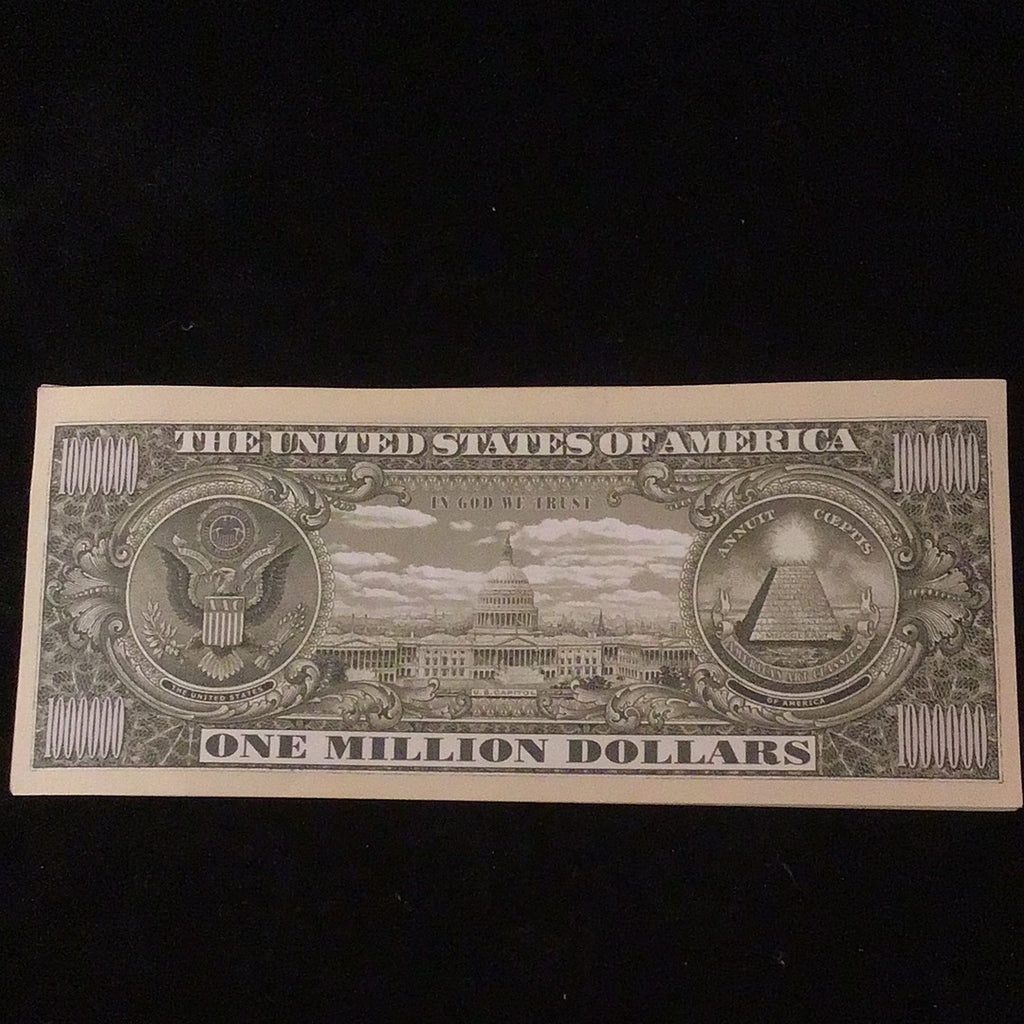 THE UNITED STATES OF AMERICA
1000000
1000000
IN GOD WE TRUST
ANNUIT CŒPTIS
THE UNITED STATES
U.S. CAPITOL
OF AMERICA
1000000
1000000
ONE MILLION DOLLARS